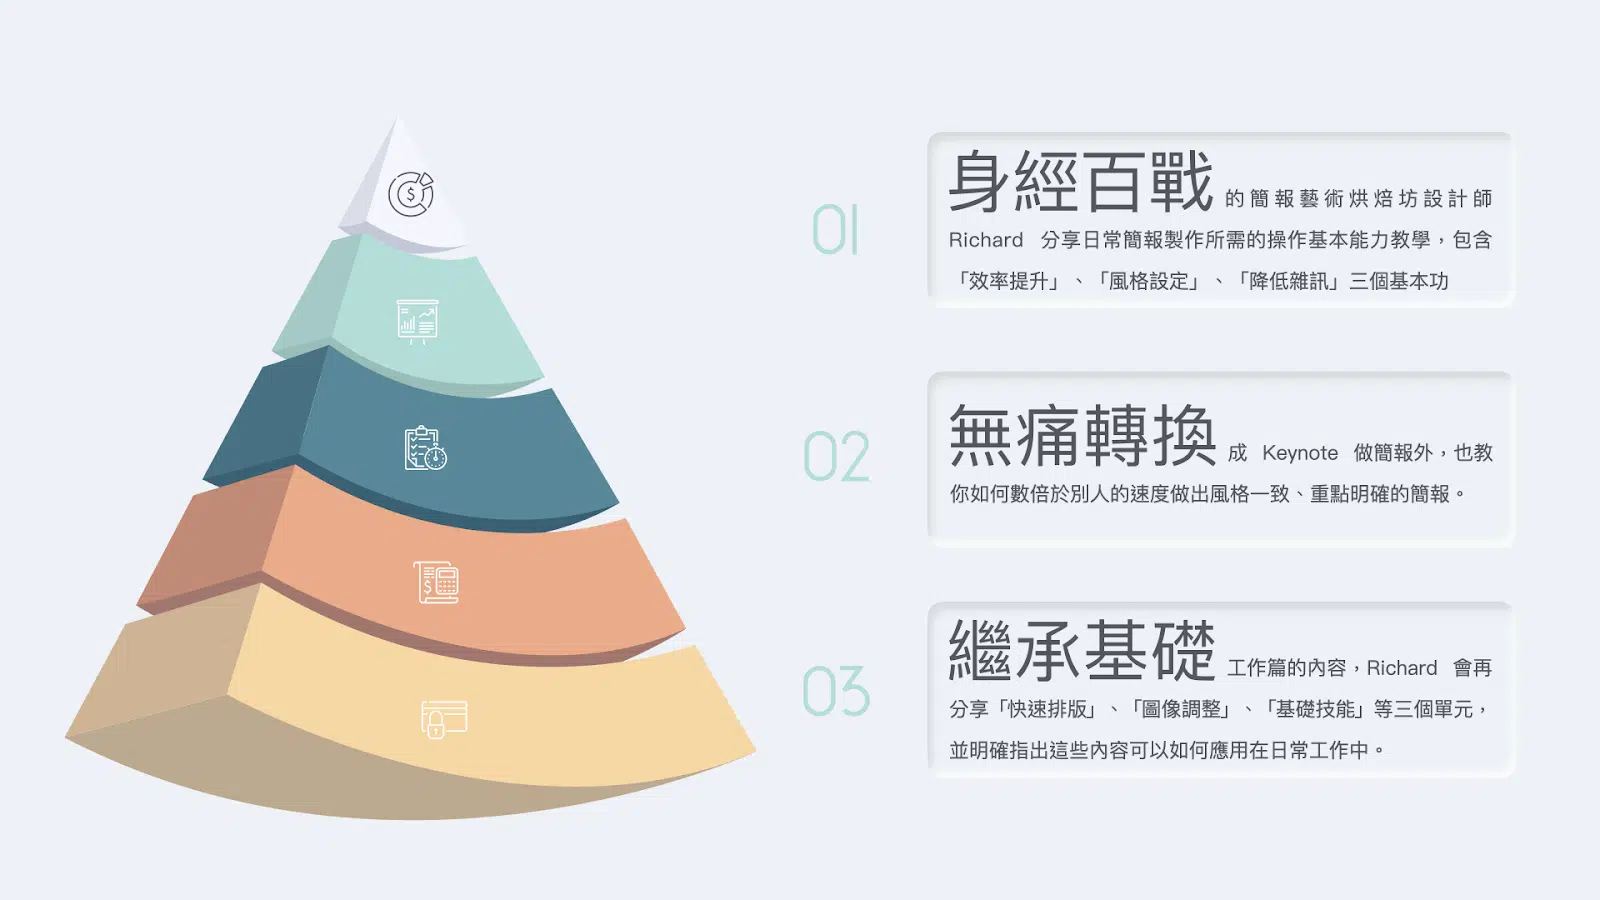 01
身經百戰 的簡報藝術烘焙坊設計師
Richard 分享日常簡報製作所需的操作基本能力教學，包含
「效率提升」、「風格設定」、「降低雜訊」三個基本功
02
無痛轉換 成 Keynote 做簡報外，也教
你如何數倍於別人的速度做出風格一致、重點明確的簡報。
03
繼承基礎 工作篇的內容，Richard 會再
分享「快速排版」、「圖像調整」、「基礎技能」等三個單元，
並明確指出這些內容可以如何應用在日常工作中。